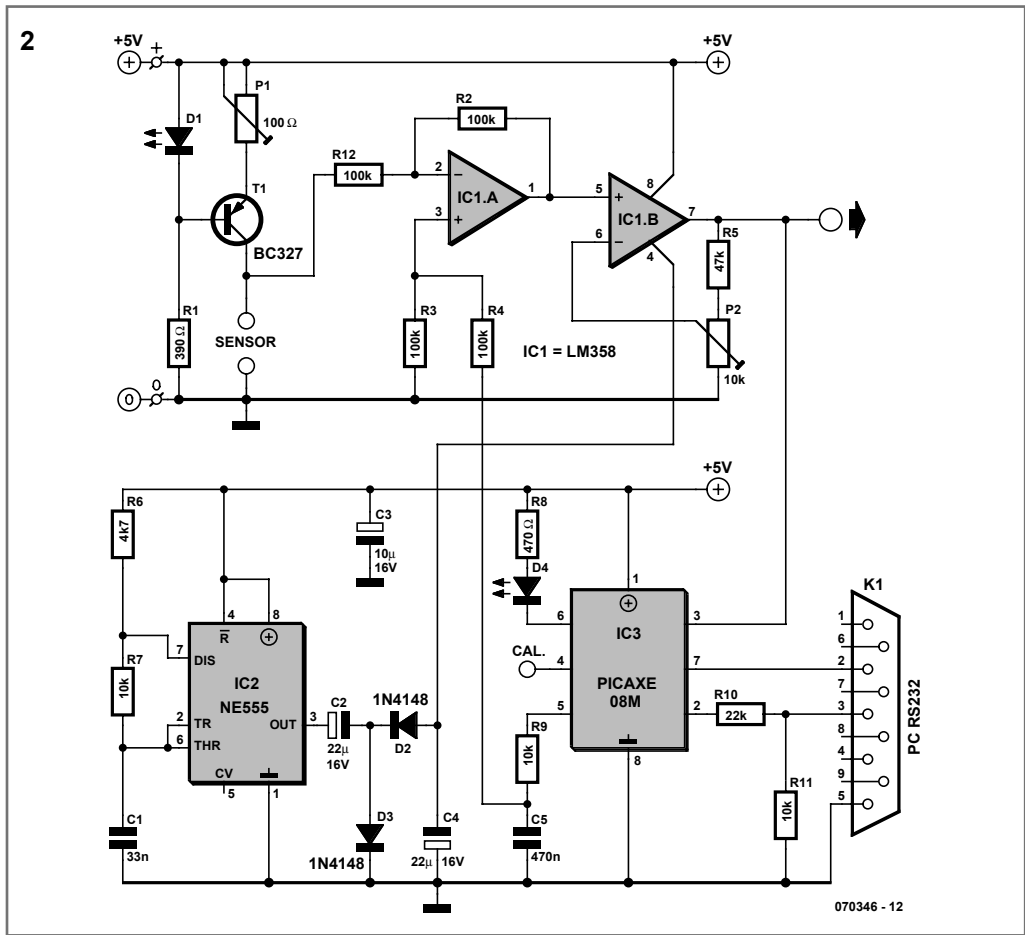 2
+5V
+
+5V
P1
100 Ω
D1
R2
100k
R12
100k
T1
BC327
2
−
3
+
IC1.A
1
5
+
6
−
IC1.B
8
7
4
R5
47k
P2
10k
R1
390 Ω
SENSOR
R3
100k
R4
100k
IC1 = LM358
0
0
+5V
R6
4k7
C3
10µ
16V
R8
470 Ω
D4
K1
4
8
R
+
7
DIS
R7
10k
IC2
NE555
2
TR
6
THR
OUT
3
CV
5
1
C2
22µ
16V
1N4148
D2
D3
1N4148
C4
22µ
16V
CAL.
6
4
5
1
+
IC3
PICAXE
08M
3
7
2
8
R9
10k
C5
470n
R10
22k
R11
10k
1
6
2
7
3
8
4
9
5
PC RS232
C1
33n
070346 - 12